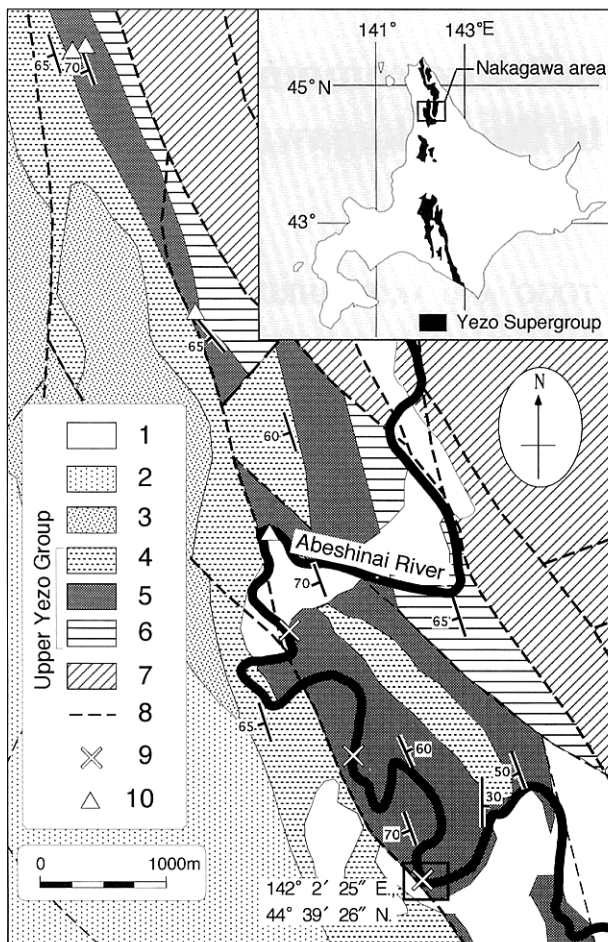 141° 143°E
45°N
Nakagawa area
43°
Yezo Supergroup
65
70
65
N
60
Abeshinai River
70
65
65
60
50
30
70
Upper Yezo Group
1
2
3
4
5
6
7
8
9
10
0 1000m
142° 2′ 25″ E.,
44° 39′ 26″ N.